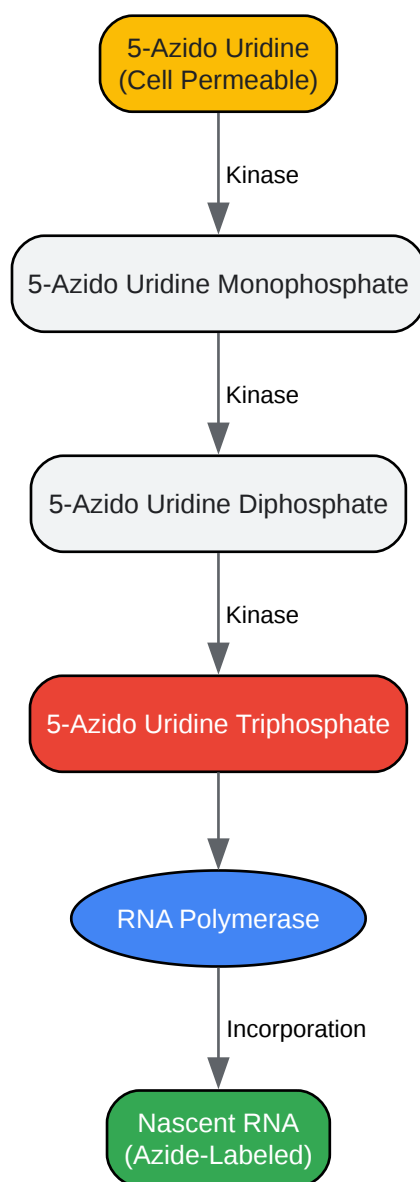 5-Azido Uridine
(Cell Permeable)
Kinase
5-Azido Uridine Monophosphate
Kinase
5-Azido Uridine Diphosphate
Kinase
5-Azido Uridine Triphosphate
RNA Polymerase
Incorporation
Nascent RNA
(Azide-Labeled)